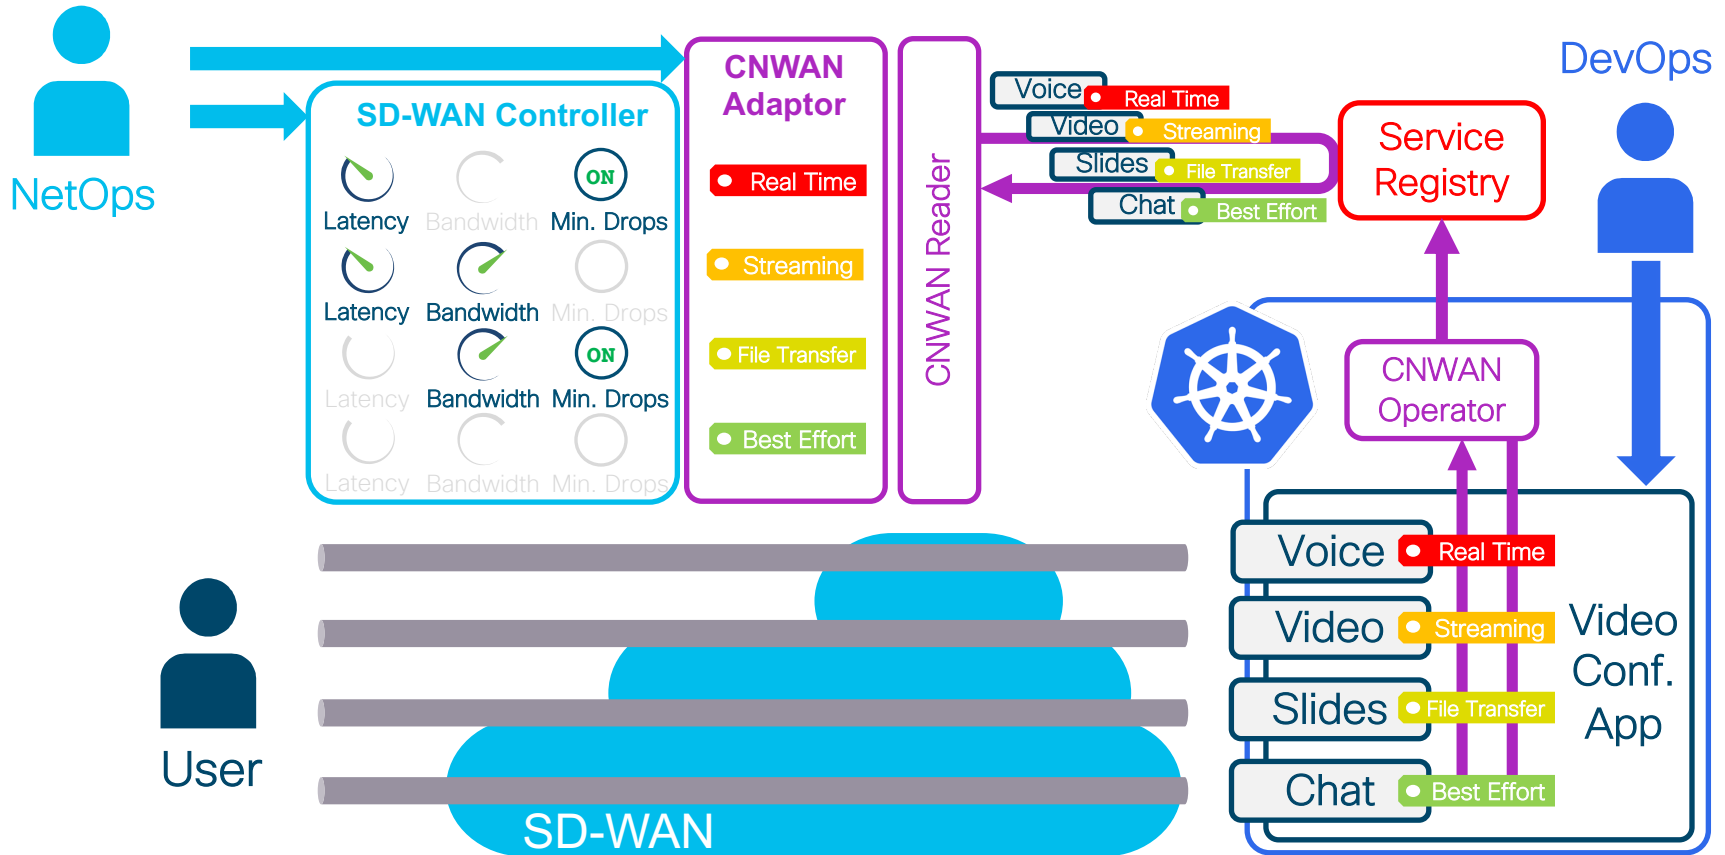 NetOps
SD-WAN Controller
Latency
Bandwidth
ON
Min. Drops
Latency
Bandwidth
Min. Drops
Latency
Bandwidth
ON
Min. Drops
Latency
Bandwidth
Min. Drops
CNWAN
Adaptor
Real Time
Streaming
File Transfer
Best Effort
CNWAN Reader
Voice
Real Time
Video
Streaming
Slides
File Transfer
Chat
Best Effort
Service
Registry
DevOps
CNWAN
Operator
Voice
Real Time
Video
Streaming
Slides
File Transfer
Chat
Best Effort
Video
Conf.
App
User
SD-WAN